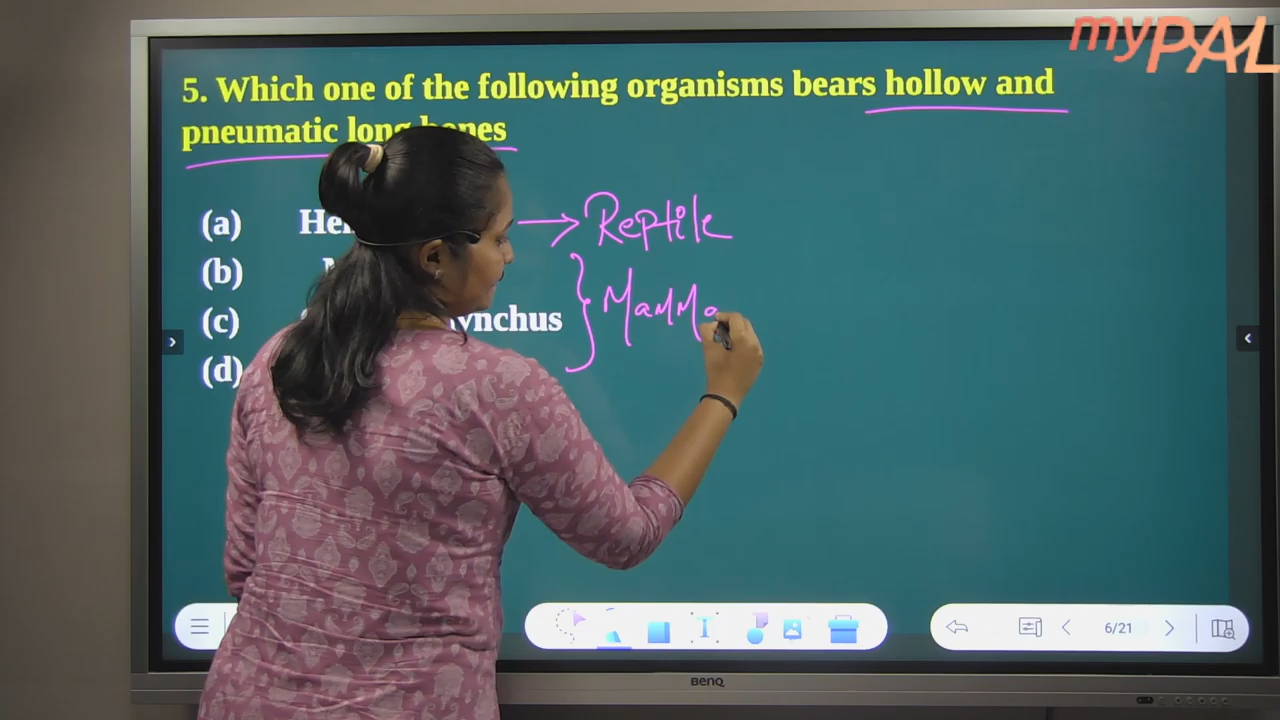 myPAL
5. Which one of the following organisms bears hollow and
pneumatic long bones
(a) Reptile
(b)
(c) Mamma
(d)
6/21
BENQ